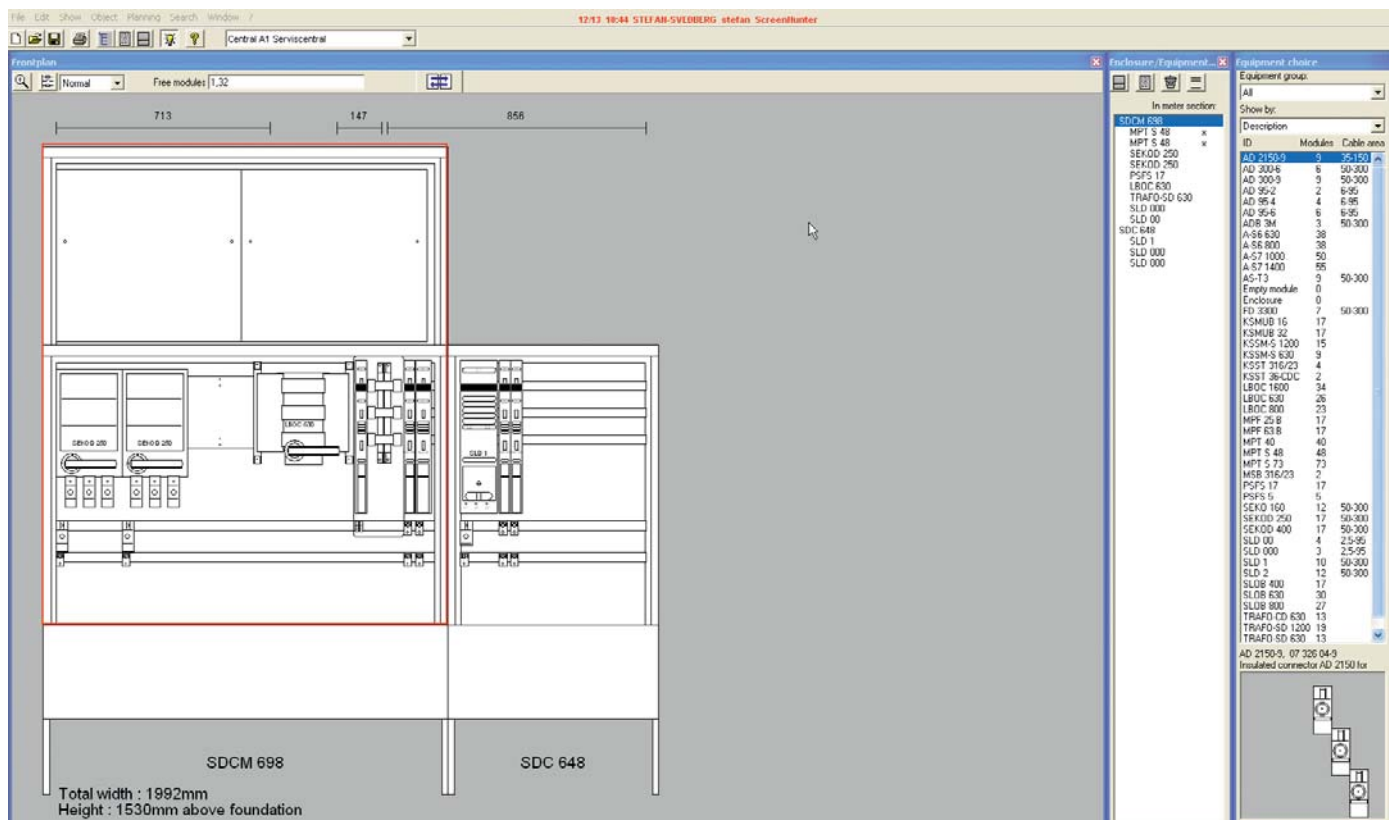 File Edit Show Object Planning Search Window ?
12/13 10:44 STEFAN-SVEDBERG stefan ScreenHunter
Central A1 Serviscentral
Frontplan
Normal
Free modules 1,32
713
147
856
SEKOD 250
SEKOD 250
LBOC 630
SLD 1
SDCM 698
SDC 648
Total width : 1992mm
Height : 1530mm above foundation
Enclosure/Equipment...
In meter section:
SDCM 698
MPT S 48 x
MPT S 48 x
SEKOD 250
SEKOD 250
PSFS 17
LBOC 630
TRAFO-SD 630
SLD 000
SLD 00
SDC 648
SLD 1
SLD 000
SLD 000
Equipment choice
Equipment group:
All
Show by:
Description
ID Modules Cable area
AD 2150-9 9 35-150
AD 300-6 6 50-300
AD 300-9 9 50-300
AD 95-2 2 6-95
AD 95-4 4 6-95
AD 95-6 6 6-95
ADB 3M 3 50-300
A-S6 630 38
A-S6 800 38
A-S7 1000 50
A-S7 1400 55
AS-T3 9 50-300
Empty module 0
Enclosure 0
FD 3300 7 50-300
KSMUB 16 17
KSMUB 32 17
KSSM-S 1200 15
KSSM-S 630 9
KSST 316/23 4
KSST 36-CDC 2
LBOC 1600 34
LBOC 630 26
LBOC 800 23
MPF 25 B 17
MPF 63 B 17
MPT 40 40
MPT S 48 48
MPT S 73 73
MSB 316/23 2
PSFS 17 17
PSFS 5 5
SEKO 160 12 50-300
SEKOD 250 17 50-300
SEKOD 400 17 50-300
SLD 00 4 2,5-95
SLD 000 3 2,5-95
SLD 1 10 50-300
SLD 2 12 50-300
SLOB 400 17
SLOB 630 30
SLOB 800 27
TRAFO-CD 630 13
TRAFO-SD 1200 19
TRAFO-SD 630 13
AD 2150-9, 07 326 04-9
Insulated connector AD 2150 for